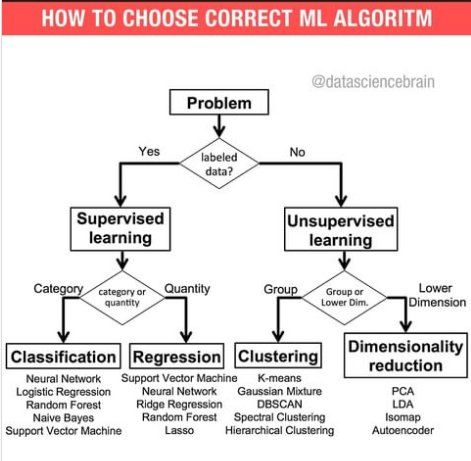 HOW TO CHOOSE CORRECT ML ALGORITM
@datasciencebrain
Problem
Yes
labeled
data?
No
Supervised
learning
Unsupervised
learning
Category
category or
quantity
Quantity
Group
Group or
Lower Dim.
Lower
Dimension
Classification
Neural Network
Logistic Regression
Random Forest
Naive Bayes
Support Vector Machine
Regression
Support Vector Machine
Neural Network
Ridge Regression
Random Forest
Lasso
Clustering
K-means
Gaussian Mixture
DBSCAN
Spectral Clustering
Hierarchical Clustering
Dimensionality
reduction
PCA
LDA
Isomap
Autoencoder